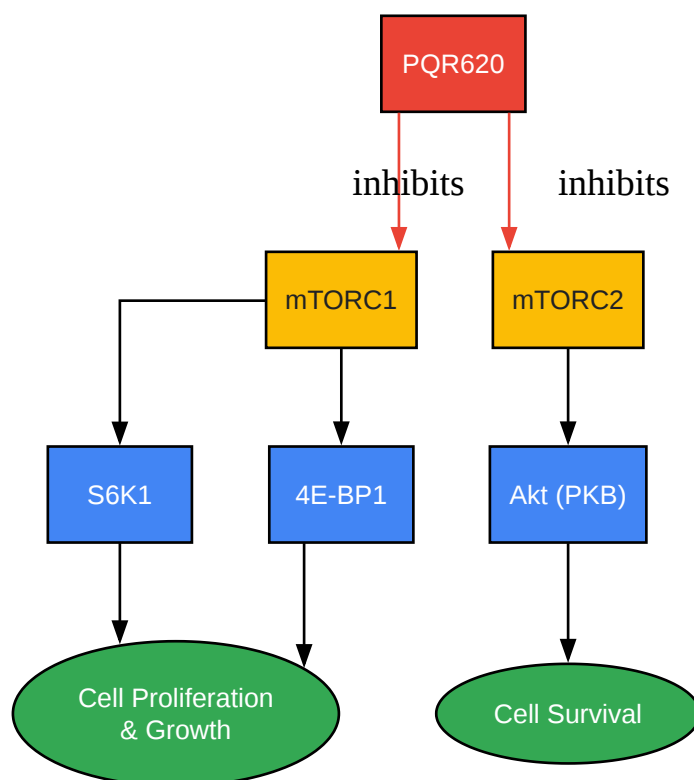 PQR620
inhibits
inhibits
mTORC1
mTORC2
S6K1
4E-BP1
Akt (PKB)
Cell Proliferation
& Growth
Cell Survival